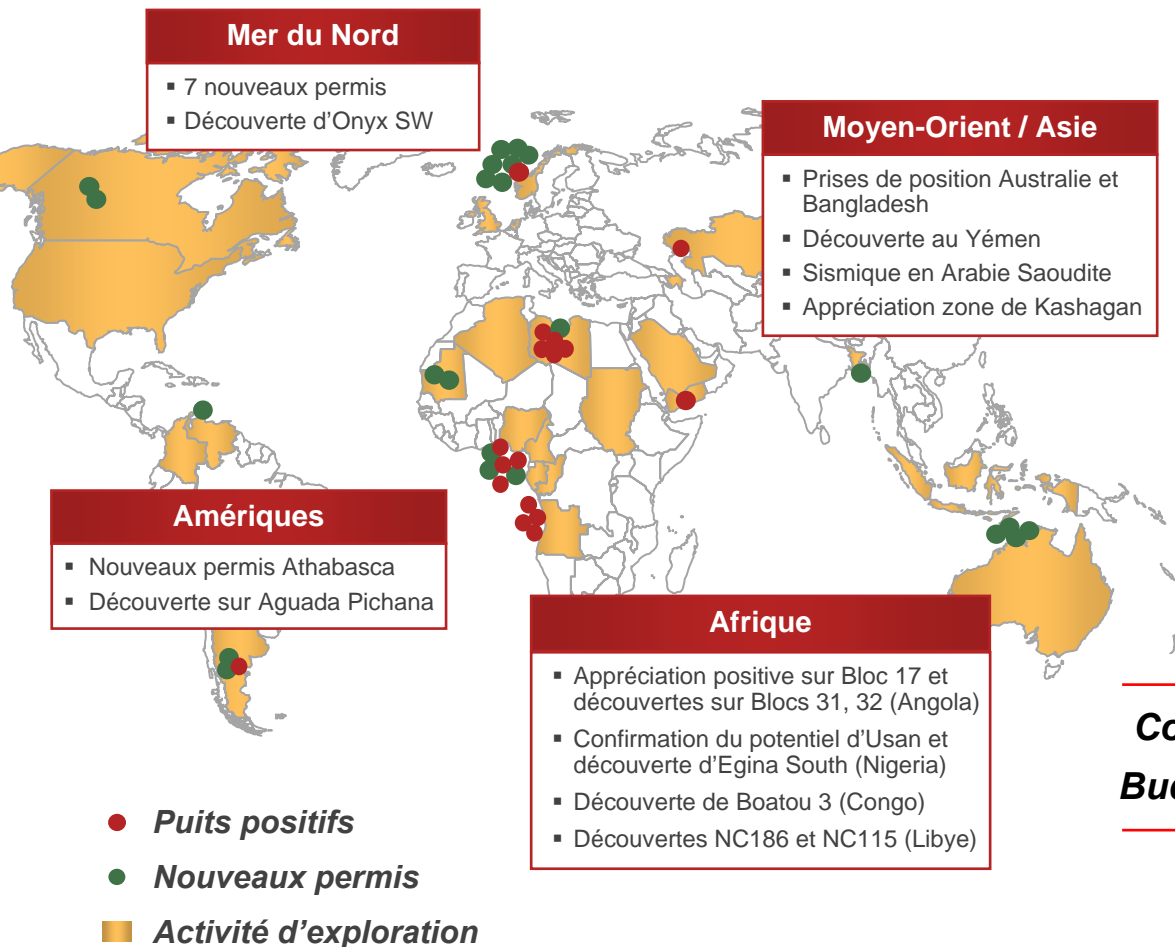 Mer du Nord
▪ 7 nouveaux permis
▪ Découverte d'Onyx SW
Moyen-Orient / Asie
▪ Prises de position Australie et
Bangladesh
▪ Découverte au Yémen
▪ Sismique en Arabie Saoudite
▪ Appréciation zone de Kashagan
Amériques
▪ Nouveaux permis Athabasca
▪ Découverte sur Aguada Pichana
Afrique
▪ Appréciation positive sur Bloc 17 et
découvertes sur Blocs 31, 32 (Angola)
▪ Confirmation du potentiel d'Usan et
découverte d'Egina South (Nigeria)
▪ Découverte de Boatou 3 (Congo)
▪ Découvertes NC186 et NC115 (Libye)
Puits positifs
Nouveaux permis
Activité d'exploration